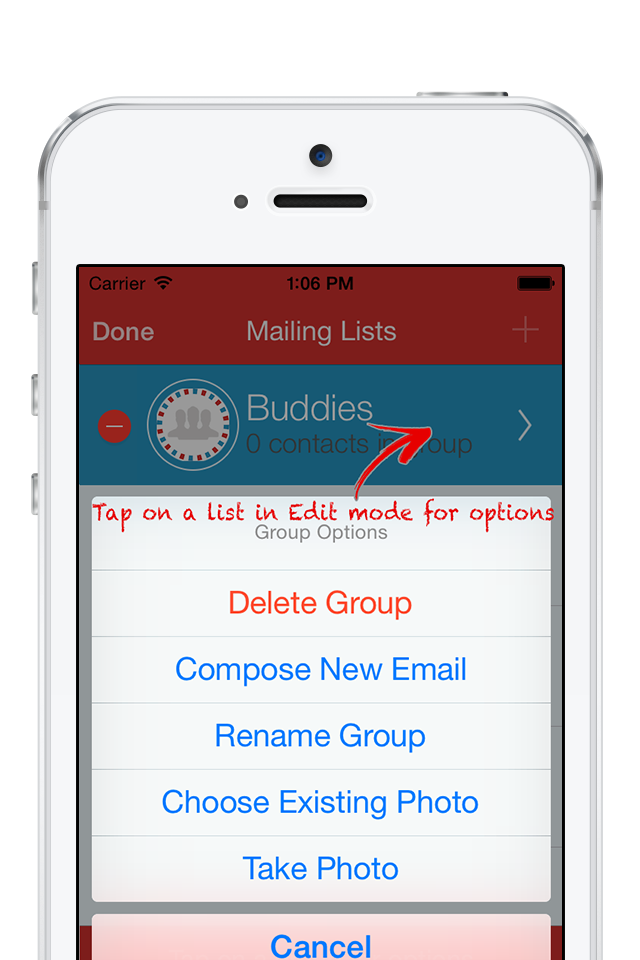 Carrier 1:06 PM
Done Mailing Lists
Buddies
0 contacts in group
Tap on a list in Edit mode for options
Group Options
Delete Group
Compose New Email
Rename Group
Choose Existing Photo
Take Photo
Cancel